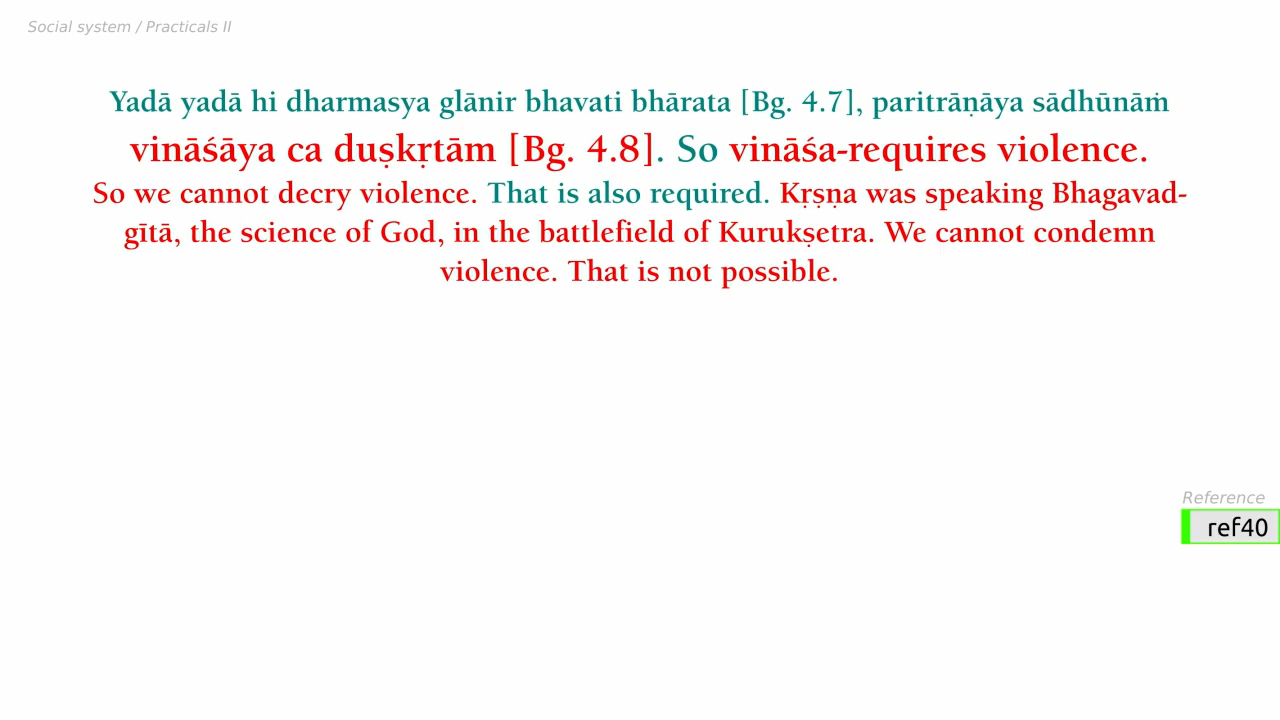 Social system / Practicals II
Yadā yadā hi dharmasya glānir bhavati bhārata [Bg. 4.7], paritrāṇāya sādhūnāṁ
vināśāya ca duṣkṛtām [Bg. 4.8]. So vināśa-requires violence.
So we cannot decry violence. That is also required. Kṛṣṇa was speaking Bhagavad-
gītā, the science of God, in the battlefield of Kurukṣetra. We cannot condemn
violence. That is not possible.
Reference
ref40